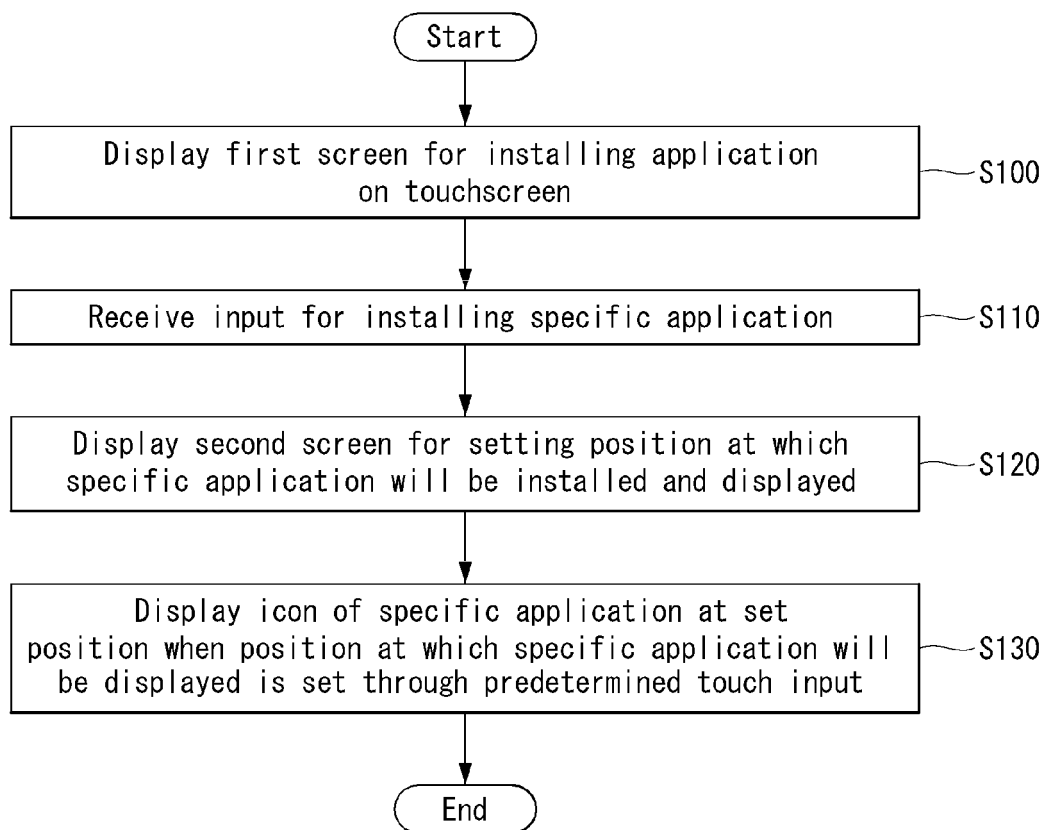 Start
Display first screen for installing application
on touchscreen
S100
Receive input for installing specific application
S110
Display second screen for setting position at which
specific application will be installed and displayed
S120
Display icon of specific application at set
position when position at which specific application will
be displayed is set through predetermined touch input
S130
End